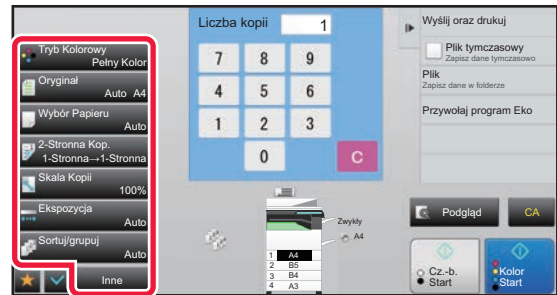 Tryb Kolorowy
Pełny Kolor
Oryginał
Auto A4
Wybór Papieru
Auto
2-Stronna Kop.
1-Stronna→1-Stronna
Skala Kopii
100%
Ekspozycja
Auto
Sortuj/grupuj
Auto
Inne
Liczba kopii 1
7 8 9
4 5 6
1 2 3
0 C
Zwykły
A4
1 A4
2 B5
3 B4
4 A3
Wyślij oraz drukuj
Plik tymczasowy
Zapisz dane tymczasowo
Plik
Zapisz dane w folderze
Przywołaj program Eko
Podgląd CA
Cz.-b.
Start
Kolor
Start